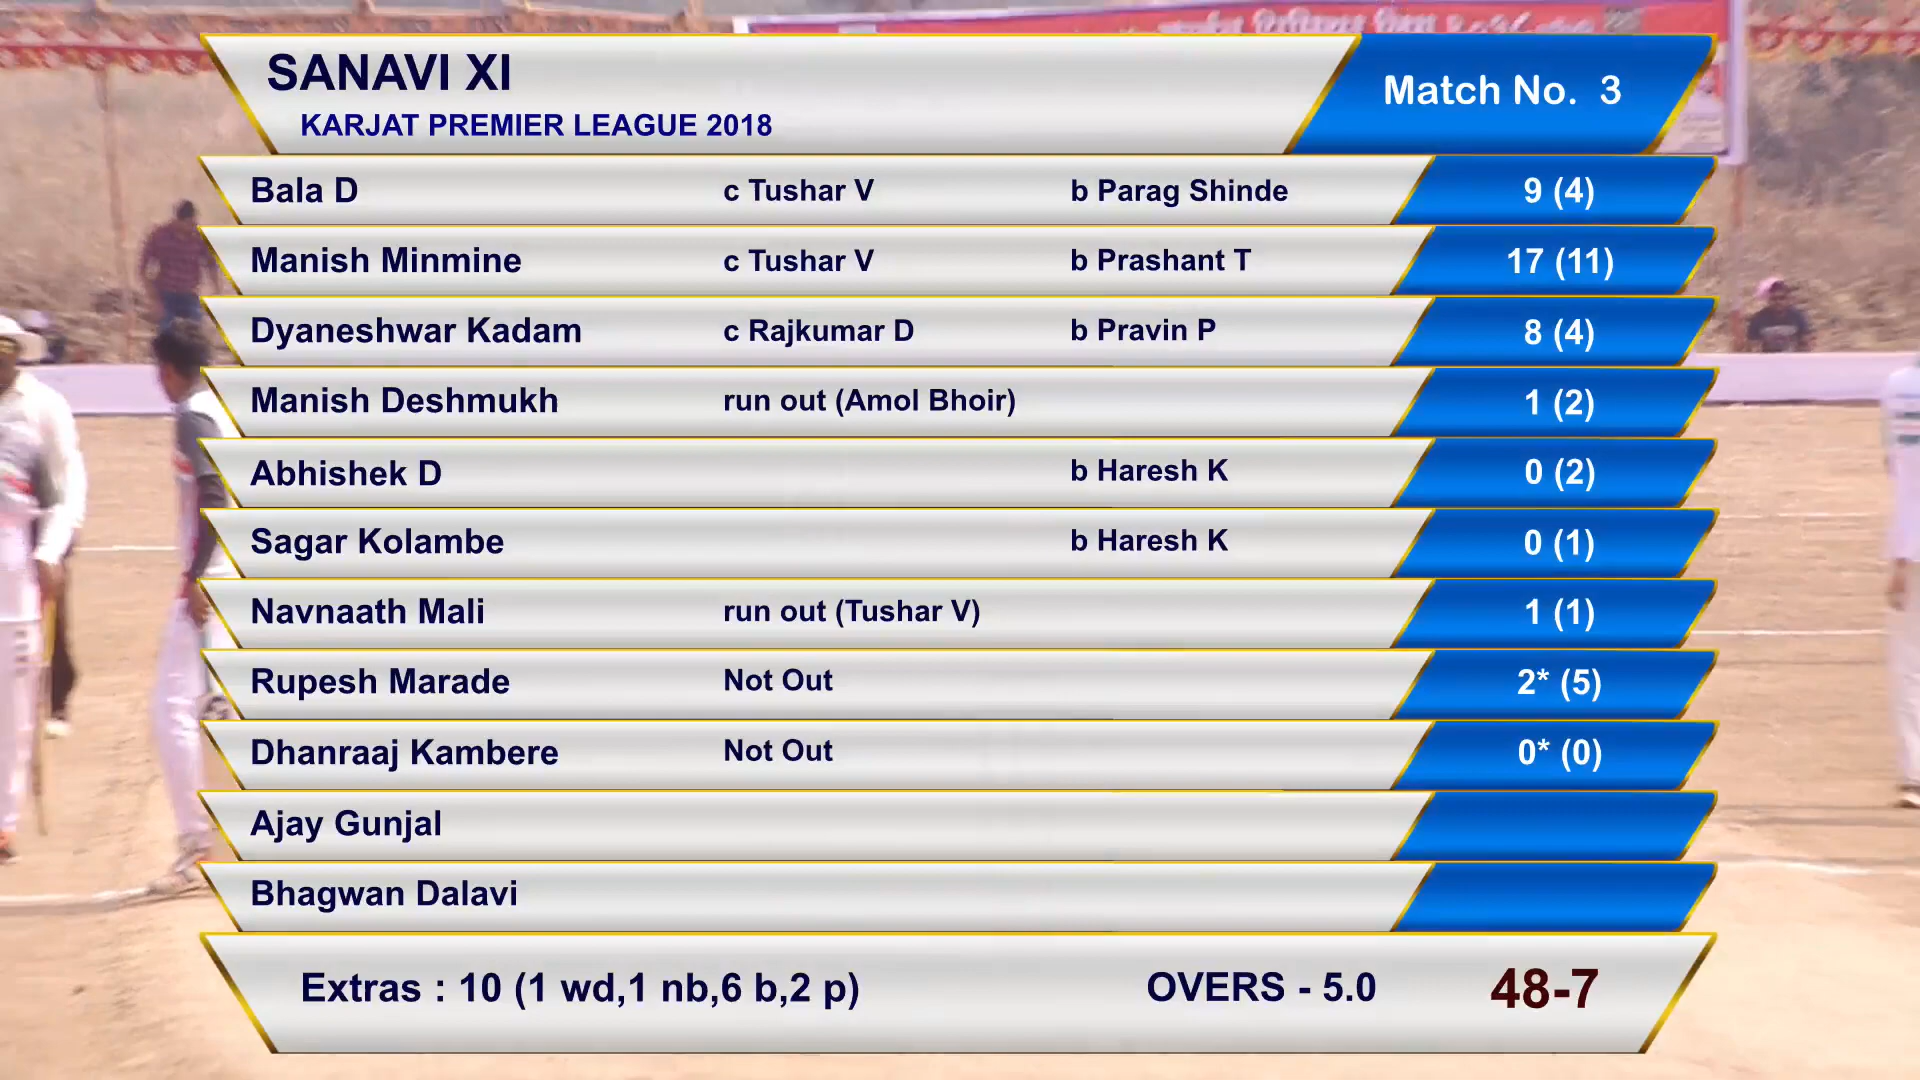 SANAVI XI
Match No. 3
KARJAT PREMIER LEAGUE 2018
Bala D c Tushar V b Parag Shinde 9 (4)
Manish Minmine c Tushar V b Prashant T 17 (11)
Dyaneshwar Kadam c Rajkumar D b Pravin P 8 (4)
Manish Deshmukh run out (Amol Bhoir) 1 (2)
Abhishek D b Haresh K 0 (2)
Sagar Kolambe b Haresh K 0 (1)
Navnaath Mali run out (Tushar V) 1 (1)
Rupesh Marade Not Out 2* (5)
Dhanraaj Kambere Not Out 0* (0)
Ajay Gunjal
Bhagwan Dalavi
Extras : 10 (1 wd,1 nb,6 b,2 p) OVERS - 5.0 48-7